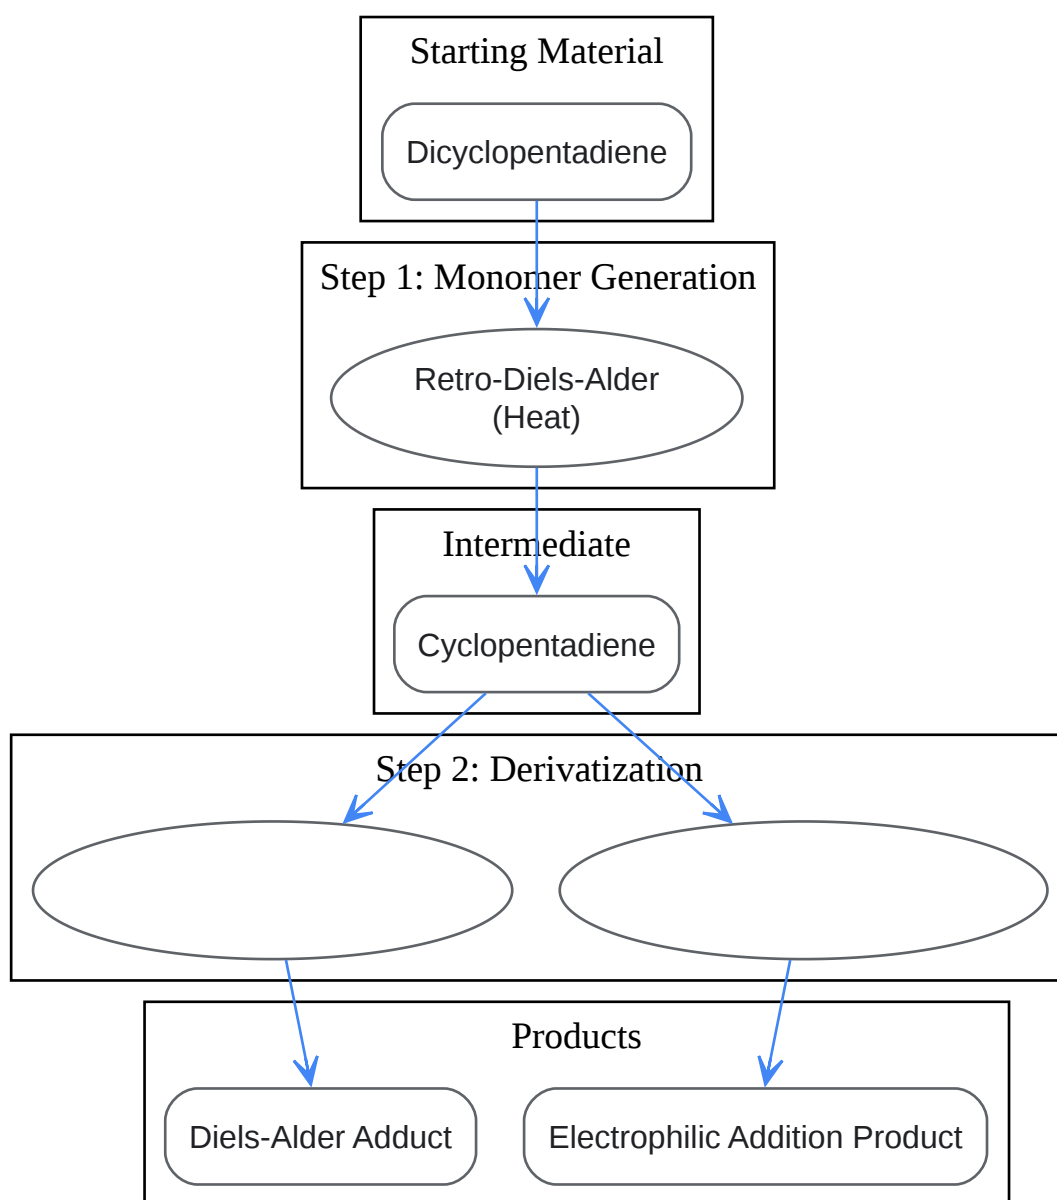 Starting Material
Dicyclopentadiene
Step 1: Monomer Generation
Retro-Diels-Alder
(Heat)
Intermediate
Cyclopentadiene
Step 2: Derivatization
Products
Diels-Alder Adduct
Electrophilic Addition Product